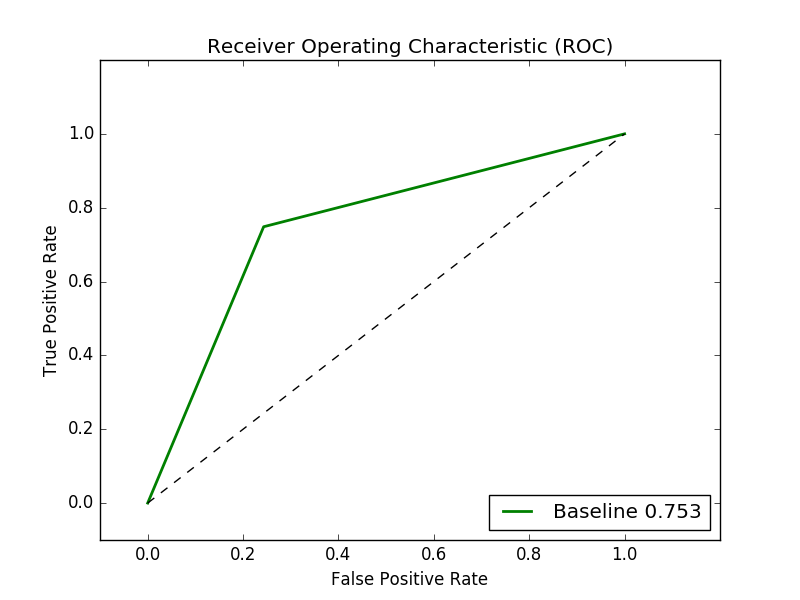 Receiver Operating Characteristic (ROC)
True Positive Rate
1.0
0.8
0.6
0.4
0.2
0.0
Baseline 0.753
0.0 0.2 0.4 0.6 0.8 1.0
False Positive Rate